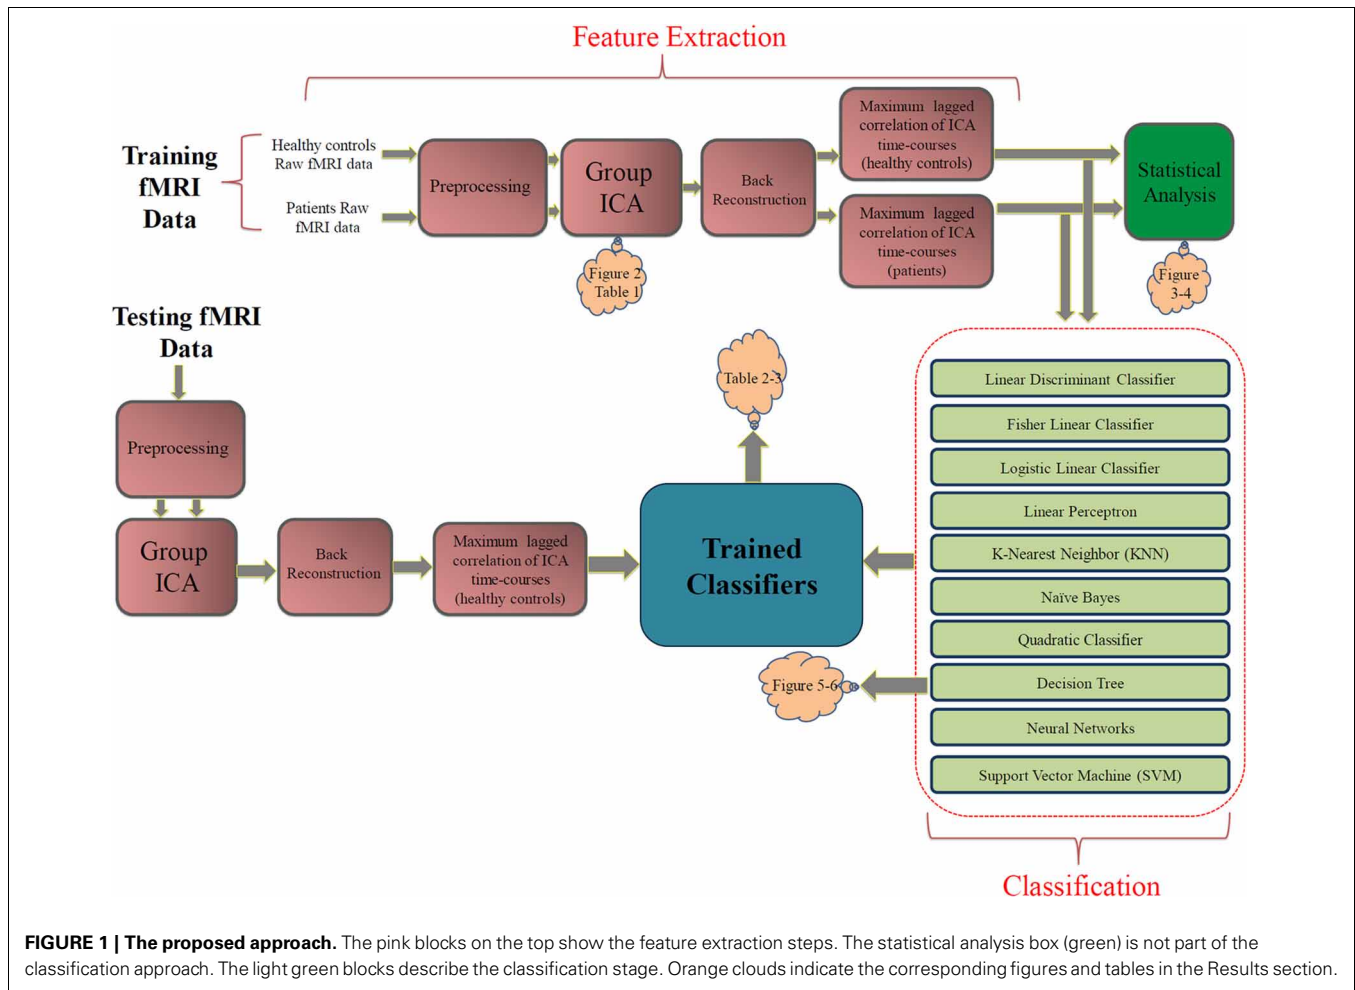 Feature Extraction
Training
fMRI
Data
Healthy controls
Raw fMRI data
Patients Raw
fMRI data
Preprocessing
Group
ICA
Figure 2
Table 1
Back
Reconstruction
Maximum lagged
correlation of ICA
time-courses
(healthy controls)
Maximum lagged
correlation of ICA
time-courses
(patients)
Statistical
Analysis
Figure
3-4
Testing fMRI
Data
Preprocessing
Group
ICA
Back
Reconstruction
Maximum lagged
correlation of ICA
time-courses
(healthy controls)
Trained
Classifiers
Table 2-3
Figure 5-6
Linear Discriminant Classifier
Fisher Linear Classifier
Logistic Linear Classifier
Linear Perceptron
K-Nearest Neighbor (KNN)
Naïve Bayes
Quadratic Classifier
Decision Tree
Neural Networks
Support Vector Machine (SVM)
Classification
FIGURE 1 | The proposed approach. The pink blocks on the top show the feature extraction steps. The statistical analysis box (green) is not part of the
classification approach. The light green blocks describe the classification stage. Orange clouds indicate the corresponding figures and tables in the Results section.